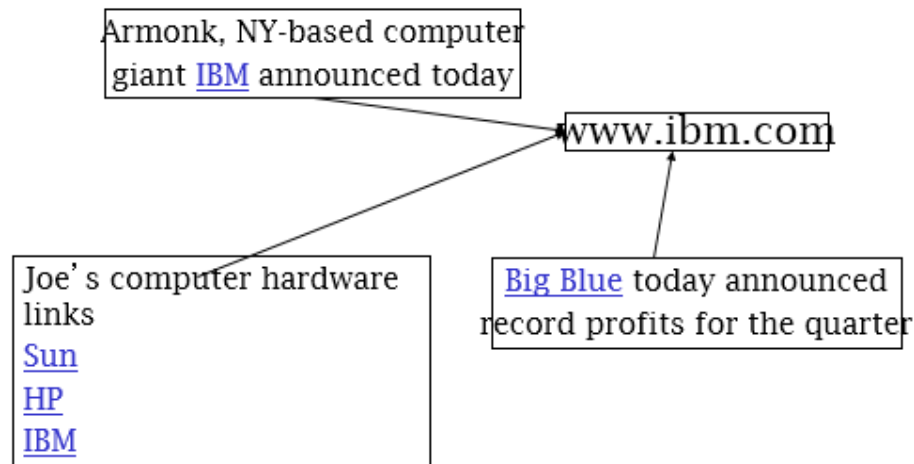 Armonk, NY-based computer
giant IBM announced today
www.ibm.com
Joe’s computer hardware
links
Sun
HP
IBM
Big Blue today announced
record profits for the quarter